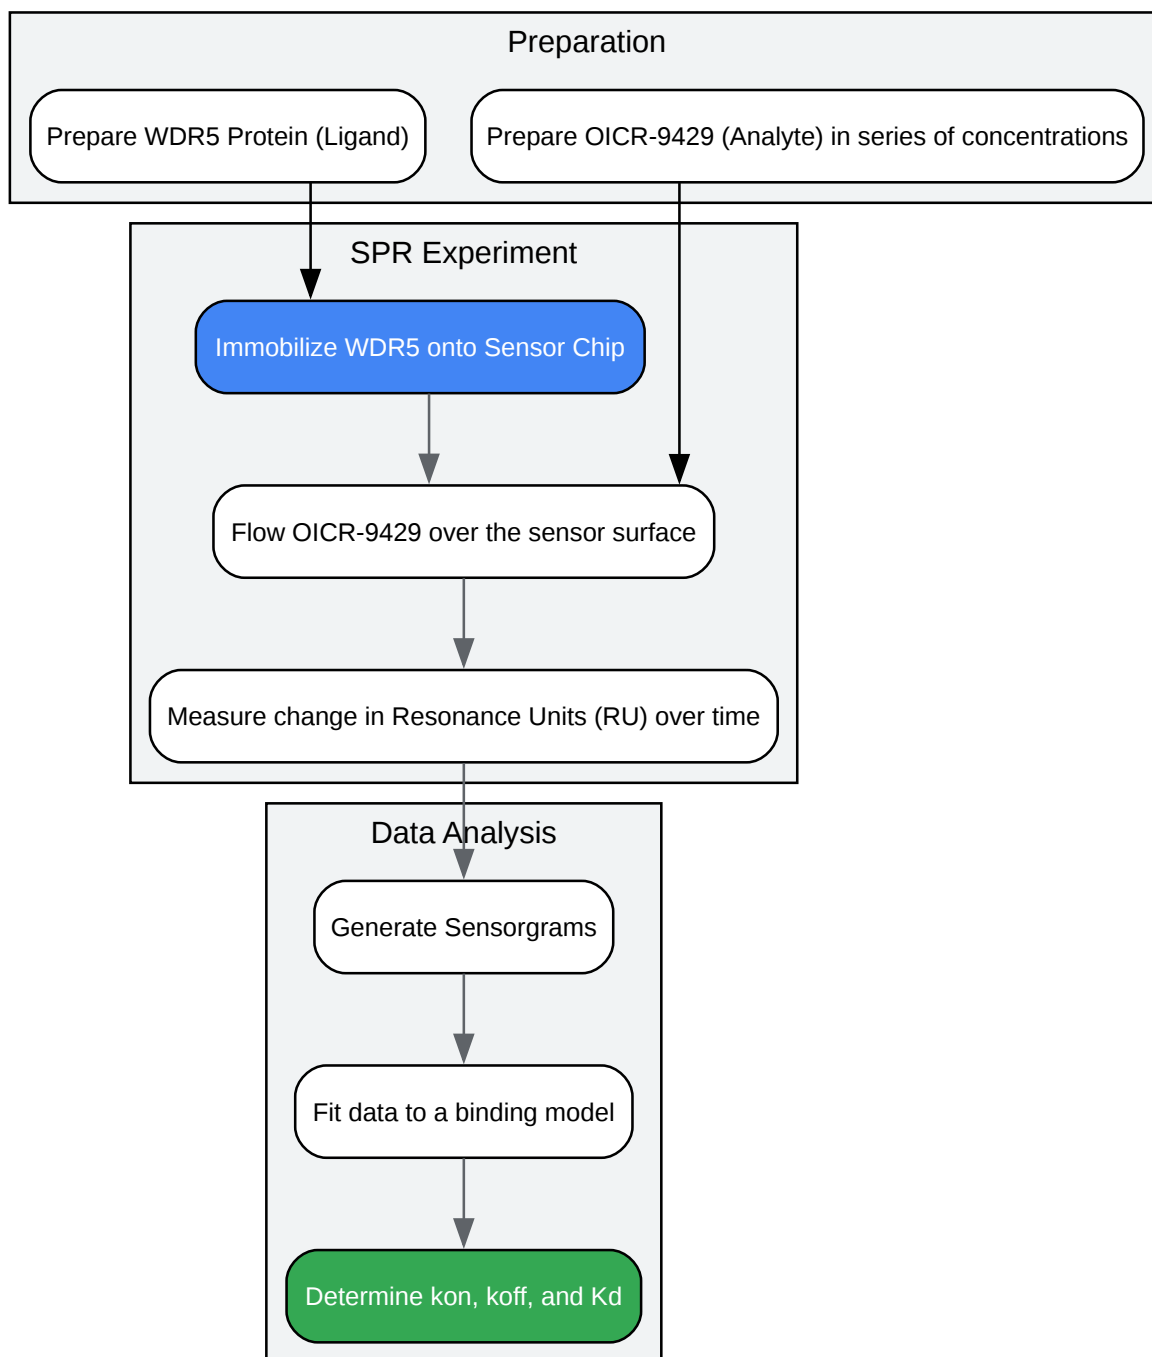 Preparation
Prepare WDR5 Protein (Ligand)
Prepare OICR-9429 (Analyte) in series of concentrations
SPR Experiment
Immobilize WDR5 onto Sensor Chip
Flow OICR-9429 over the sensor surface
Measure change in Resonance Units (RU) over time
Data Analysis
Generate Sensorgrams
Fit data to a binding model
Determine kon, koff, and Kd